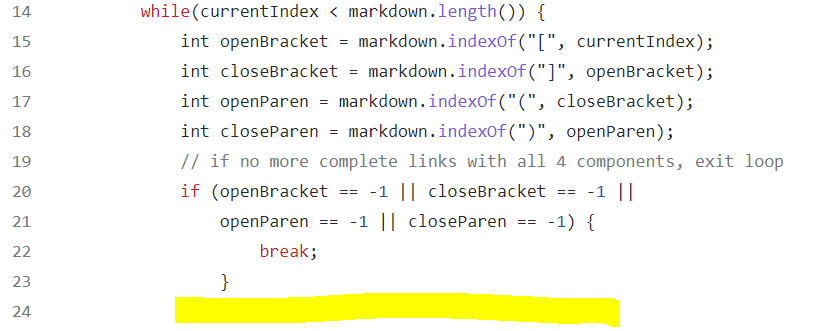 14 while(currentIndex < markdown.length()) {
15 int openBracket = markdown.indexOf("[", currentIndex);
16 int closeBracket = markdown.indexOf("]", openBracket);
17 int openParen = markdown.indexOf("(", closeBracket);
18 int closeParen = markdown.indexOf(")", openParen);
19 // if no more complete links with all 4 components, exit loop
20 if (openBracket == -1 || closeBracket == -1 ||
21 openParen == -1 || closeParen == -1) {
22 break;
23 }
24